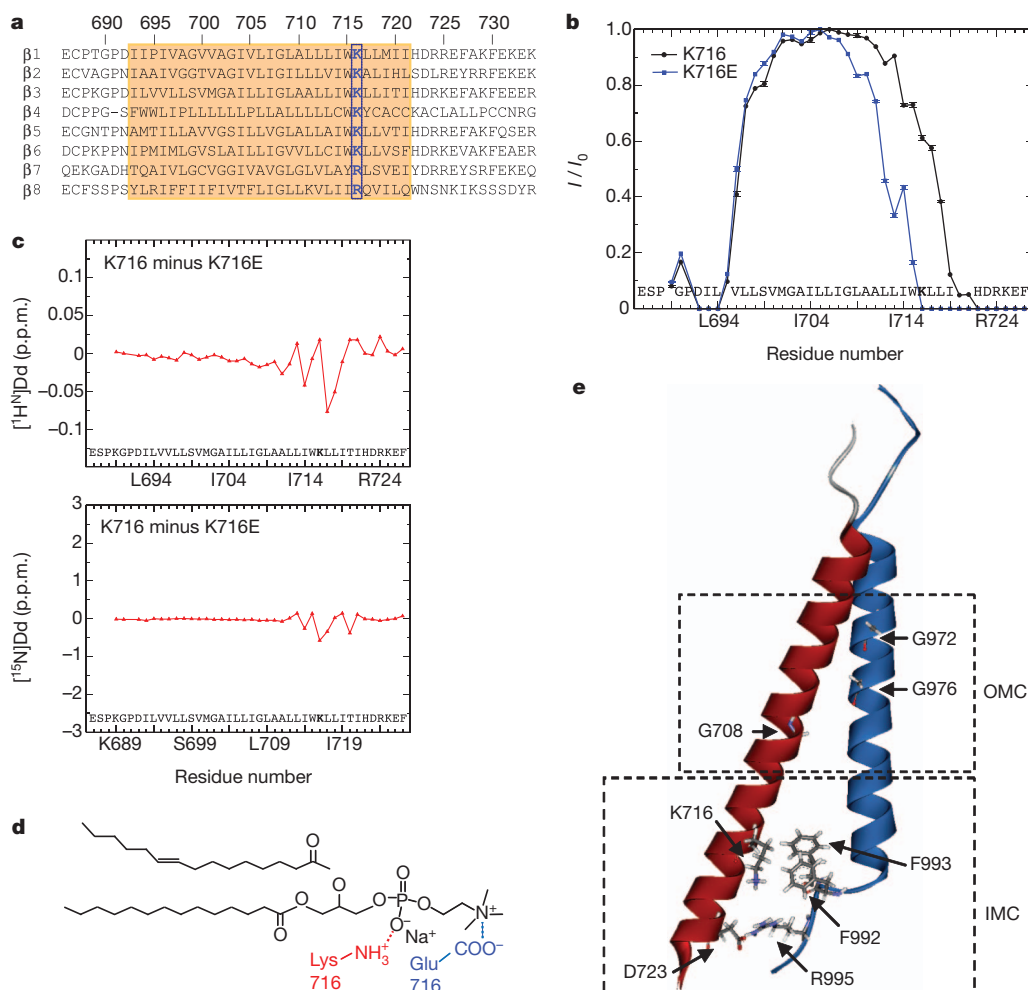 a
690 695 700 705 710 715 720 725 730
β1 ECPTGPDIIPIVAGVVAGIVLIGLALLLIWKLLMIIHDRREFAKFEKEK
β2 ECVAGPNIAAIVGGTVAGIVLIGILLLVIWKALIHLSDLREYRRFEKEK
β3 ECPKGPDILVVLLSVMGAILLIGLAALLIWKLLITIHDRKEFAKFEEER
β4 DCPPG-SFWWLIPLLLLLLPLLALLLLLCWKYCACCKACLALLPCCNRG
β5 ECGNTPNAMTILLAVVGSILLVGLALLAIWKLLVTIHDRREFAKFQSER
β6 DCPKPPNIPMIMLGVSLAILLIGVVLLCIWKLLVSFHDRKEVAKFEAER
β7 QEKGADHTQAIVLGCVGGIVAVGLGLVLAYRLSVEIYDRREYSRFEKEQ
β8 ECFSSPSYLRIFFIIFIVTFLIGLLKVLIIRQVILQWNSNKIKSSSDYR
b
I / I0
1.0
0.8
0.6
0.4
0.2
0
K716
K716E
ESP GPDIL VVLLSVMGAILLIGLAALLIWKLLI HDRKEF
L694 I704 I714 R724
Residue number
c
K716 minus K716E
[¹Hᴺ]Dd (p.p.m.)
0.1
0.05
0
−0.05
−0.1
ESPKGPDILVVLLSVMGAILLIGLAALLIWKLLITIHDRKEF
L694 I704 I714 R724
K716 minus K716E
[¹⁵N]Dd (p.p.m.)
3
2
1
0
−1
−2
−3
ESPKGPDILVVLLSVMGAILLIGLAALLIWKLLITIHDRKEF
K689 S699 L709 I719
Residue number
d
O
O
O
O
O
O
P
O
O⁻
Na⁺
N⁺
Lys NH₃⁺
716
COO⁻
Glu
716
e
G972
G976
OMC
G708
K716
F993
IMC
F992
D723
R995